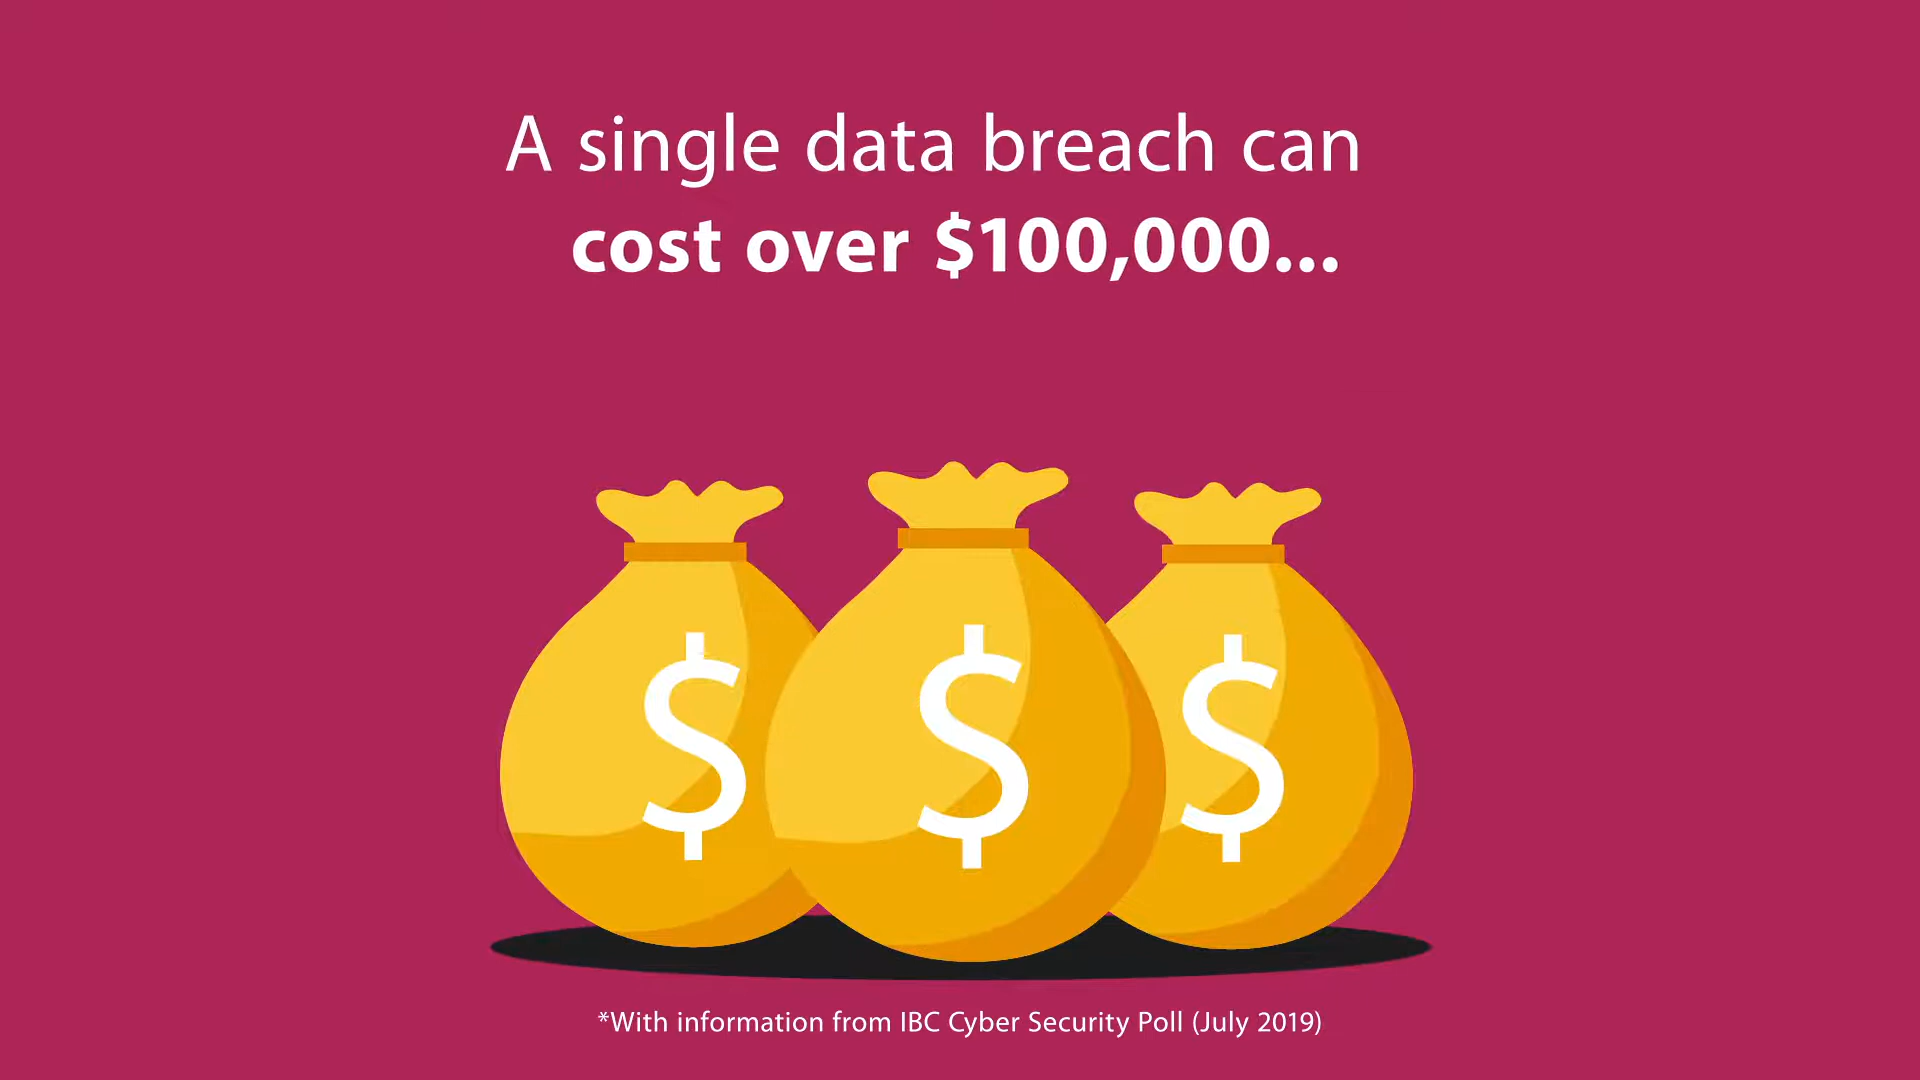 A single data breach can
cost over $100,000...
$ $ $
*With information from IBC Cyber Security Poll (July 2019)